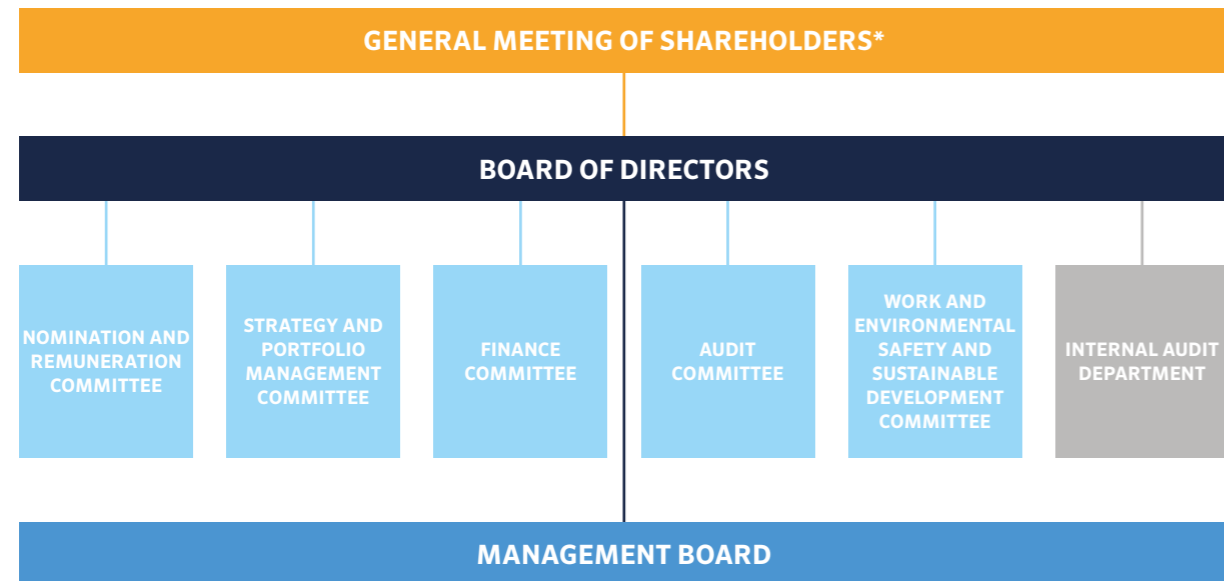 GENERAL MEETING OF SHAREHOLDERS*
BOARD OF DIRECTORS
NOMINATION AND
REMUNERATION
COMMITTEE
STRATEGY AND
PORTFOLIO
MANAGEMENT
COMMITTEE
FINANCE
COMMITTEE
AUDIT
COMMITTEE
WORK AND
ENVIRONMENTAL
SAFETY AND
SUSTAINABLE
DEVELOPMENT
COMMITTEE
INTERNAL AUDIT
DEPARTMENT
MANAGEMENT BOARD